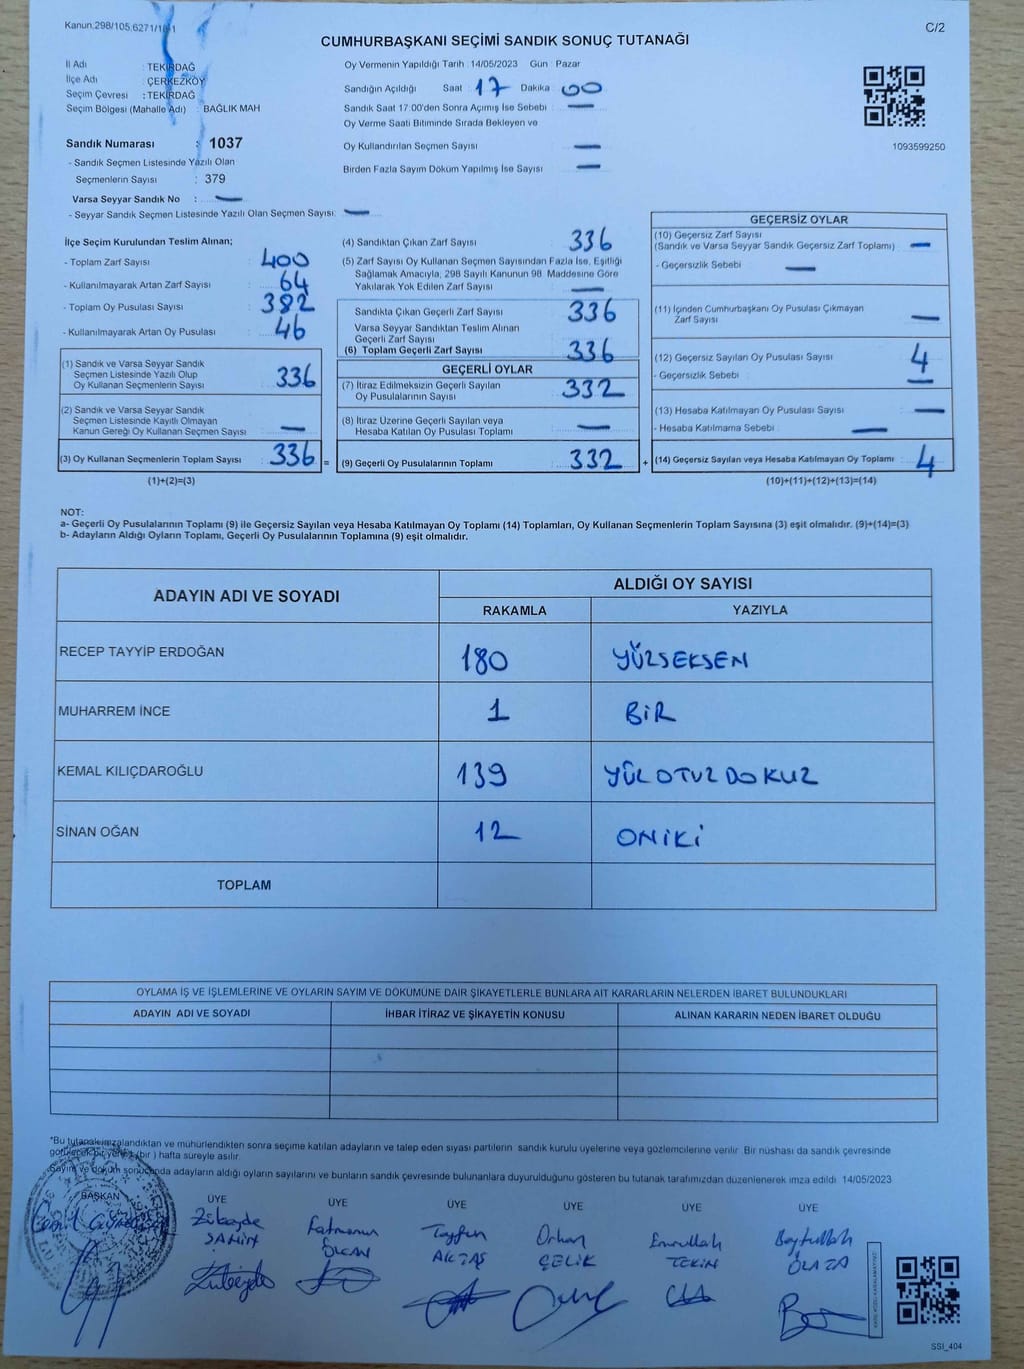 Kanun.298/105.6271/
C/2
CUMHURBAŞKANI SEÇİMİ SANDIK SONUÇ TUTANAĞI
İl Adı : TEKİRDAĞ
İlçe Adı ÇERKEZKÖY
Seçim Çevresi : TEKİRDAĞ
Seçim Bölgesi (Mahalle Adı) : BAĞLIK MAH
Sandık Numarası : 1037
- Sandık Seçmen Listesinde Yazılı Olan
Seçmenlerin Sayısı : 379
Varsa Seyyar Sandık No : —
- Seyyar Sandık Seçmen Listesinde Yazılı Olan Seçmen Sayısı: —
Oy Vermenin Yapıldığı Tarih : 14/05/2023 Gün : Pazar
Sandığın Açıldığı Saat : 17 Dakika 00
Sandık Saat 17:00'den Sonra Açımış İse Sebebi —
Oy Verme Saati Bitiminde Sırada Bekleyen ve
Oy Kullandırılan Seçmen Sayısı —
Birden Fazla Sayım Döküm Yapılmış İse Sayısı —
1093599250
İlçe Seçim Kurulundan Teslim Alınan;
- Toplam Zarf Sayısı 400
- Kullanılmayarak Artan Zarf Sayısı 64
- Toplam Oy Pusulası Sayısı 382
- Kullanılmayarak Artan Oy Pusulası 46
(1) Sandık ve Varsa Seyyar Sandık
Seçmen Listesinde Yazılı Olup
Oy Kullanan Seçmenlerin Sayısı 336
(2) Sandık ve Varsa Seyyar Sandık
Seçmen Listesinde Kayıtlı Olmayan
Kanun Gereği Oy Kullanan Seçmen Sayısı —
(3) Oy Kullanan Seçmenlerin Toplam Sayısı : 336 =
(1)+(2)=(3)
(4) Sandıktan Çıkan Zarf Sayısı 336
(5) Zarf Sayısı Oy Kullanan Seçmen Sayısından Fazla İse, Eşitliği
Sağlamak Amacıyla, 298 Sayılı Kanunun 98. Maddesine Göre
Yakılarak Yok Edilen Zarf Sayısı —
Sandıkta Çıkan Geçerli Zarf Sayısı 336
Varsa Seyyar Sandıktan Teslim Alınan
Geçerli Zarf Sayısı
(6) Toplam Geçerli Zarf Sayısı 336
GEÇERLİ OYLAR
(7) İtiraz Edilmeksizin Geçerli Sayılan
Oy Pusulalarının Sayısı 332
(8) İtiraz Üzerine Geçerli Sayılan veya
Hesaba Katılan Oy Pusulası Toplamı —
(9) Geçerli Oy Pusulalarının Toplamı 332 +
GEÇERSİZ OYLAR
(10) Geçersiz Zarf Sayısı
(Sandık ve Varsa Seyyar Sandık Geçersiz Zarf Toplamı) —
- Geçersizlik Sebebi —
(11) İçinden Cumhurbaşkanı Oy Pusulası Çıkmayan
Zarf Sayısı —
(12) Geçersiz Sayılan Oy Pusulası Sayısı 4
- Geçersizlik Sebebi —
(13) Hesaba Katılmayan Oy Pusulası Sayısı —
- Hesaba Katılmama Sebebi : —
(14) Geçersiz Sayılan veya Hesaba Katılmayan Oy Toplamı : 4
(10)+(11)+(12)+(13)=(14)
NOT:
a- Geçerli Oy Pusulalarının Toplamı (9) ile Geçersiz Sayılan veya Hesaba Katılmayan Oy Toplamı (14) Toplamları, Oy Kullanan Seçmenlerin Toplam Sayısına (3) eşit olmalıdır. (9)+(14)=(3)
b- Adayların Aldığı Oyların Toplamı, Geçerli Oy Pusulalarının Toplamına (9) eşit olmalıdır.
ADAYIN ADI VE SOYADI ALDIĞI OY SAYISI
RAKAMLA YAZIYLA
RECEP TAYYİP ERDOĞAN 180 YÜZSEKSEN
MUHARREM İNCE 1 BİR
KEMAL KILIÇDAROĞLU 139 YÜZ OTUZ DOKUZ
SİNAN OĞAN 12 ONİKİ
TOPLAM
OYLAMA İŞ VE İŞLEMLERİNE VE OYLARIN SAYIM VE DÖKÜMÜNE DAİR ŞİKAYETLERLE BUNLARA AİT KARARLARIN NELERDEN İBARET BULUNDUKLARI
ADAYIN ADI VE SOYADI İHBAR İTİRAZ VE ŞİKAYETİN KONUSU ALINAN KARARIN NEDEN İBARET OLDUĞU
*Bu tutanak imzalandıktan ve mühürlendikten sonra seçime katılan adayların ve talep eden siyasi partilerin sandık kurulu üyelerine veya gözlemcilerine verilir. Bir nüshası da sandık çevresinde
görülecek bir yere (bir) hafta süreyle asılır.
Sayım ve döküm sonucunda adayların aldığı oyların sayılarını ve bunların sandık çevresinde bulunanlara duyurulduğunu gösteren bu tutanak tarafımızdan düzenlenerek imza edildi 14/05/2023
BAŞKAN ÜYE ÜYE ÜYE ÜYE ÜYE ÜYE
Zübeyde Fatmanur Tayfun Orhan Emrullah Beytullah
ŞAHİN AKTAŞ ÇELİK TEKİN
SSI_404